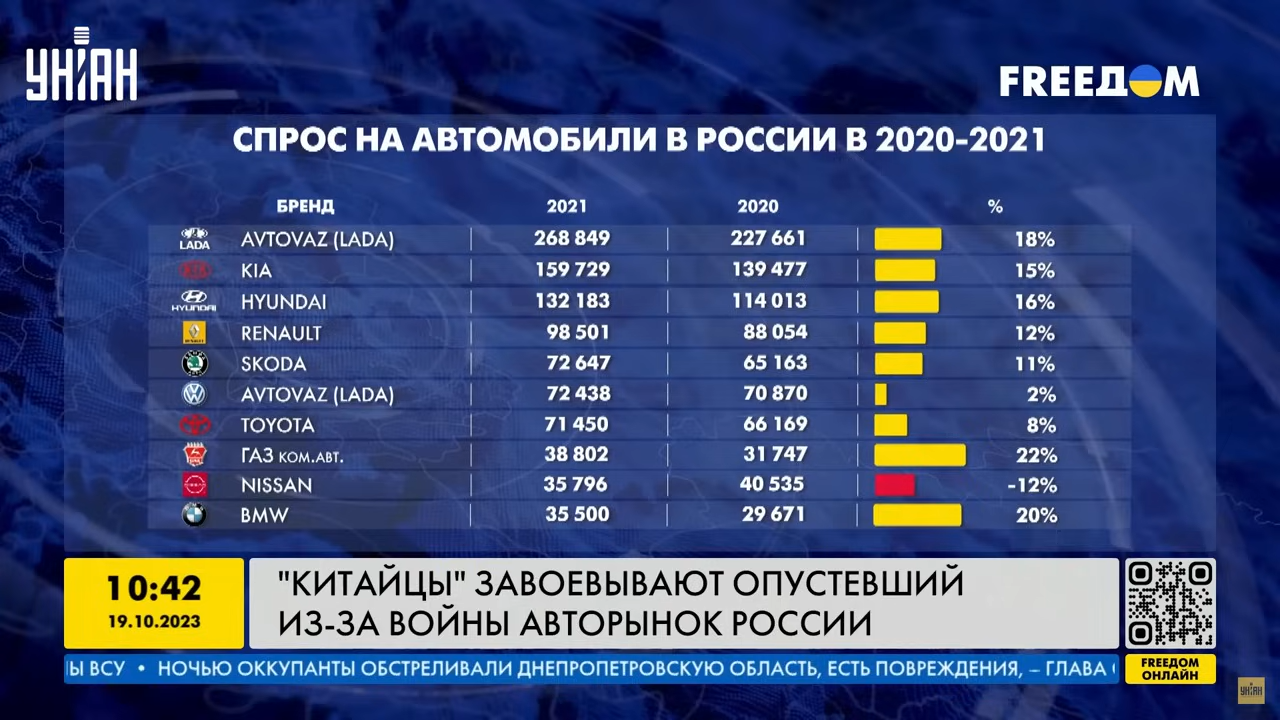 УНІАН
FREEДОМ
СПРОС НА АВТОМОБИЛИ В РОССИИ В 2020-2021
БРЕНД 2021 2020 %
LADA AVTOVAZ (LADA) 268 849 227 661 18%
KIA KIA 159 729 139 477 15%
HYUNDAI HYUNDAI 132 183 114 013 16%
RENAULT 98 501 88 054 12%
SKODA 72 647 65 163 11%
AVTOVAZ (LADA) 72 438 70 870 2%
TOYOTA 71 450 66 169 8%
ГАЗ КОМ.АВТ. 38 802 31 747 22%
NISSAN 35 796 40 535 -12%
BMW 35 500 29 671 20%
10:42
19.10.2023
"КИТАЙЦЫ" ЗАВОЕВЫВАЮТ ОПУСТЕВШИЙ
ИЗ-ЗА ВОЙНЫ АВТОРЫНОК РОССИИ
Ы ВСУ • НОЧЬЮ ОККУПАНТЫ ОБСТРЕЛИВАЛИ ДНЕПРОПЕТРОВСКУЮ ОБЛАСТЬ, ЕСТЬ ПОВРЕЖДЕНИЯ, – ГЛАВА
FREEДОМ
ОНЛАЙН
УНІАН